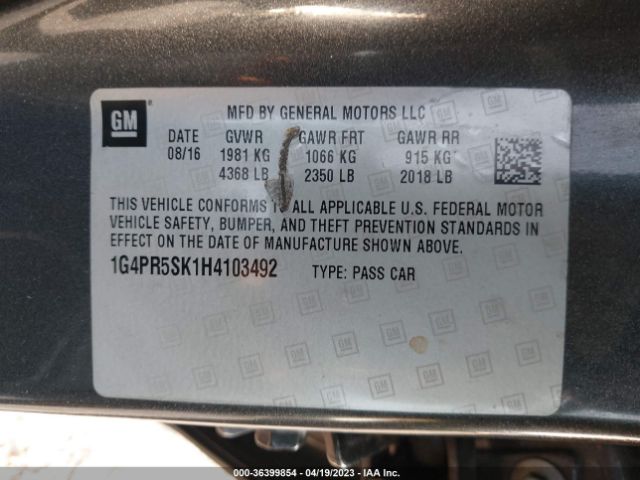 GM ®
MFD BY GENERAL MOTORS LLC
DATE GVWR GAWR FRT GAWR RR
08/16 1981 KG 1066 KG 915 KG
4368 LB 2350 LB 2018 LB
THIS VEHICLE CONFORMS TO ALL APPLICABLE U.S. FEDERAL MOTOR
VEHICLE SAFETY, BUMPER, AND THEFT PREVENTION STANDARDS IN
EFFECT ON THE DATE OF MANUFACTURE SHOWN ABOVE.
1G4PR5SK1H4103492 TYPE: PASS CAR
000-36399854 - 04/19/2023 - IAA Inc.